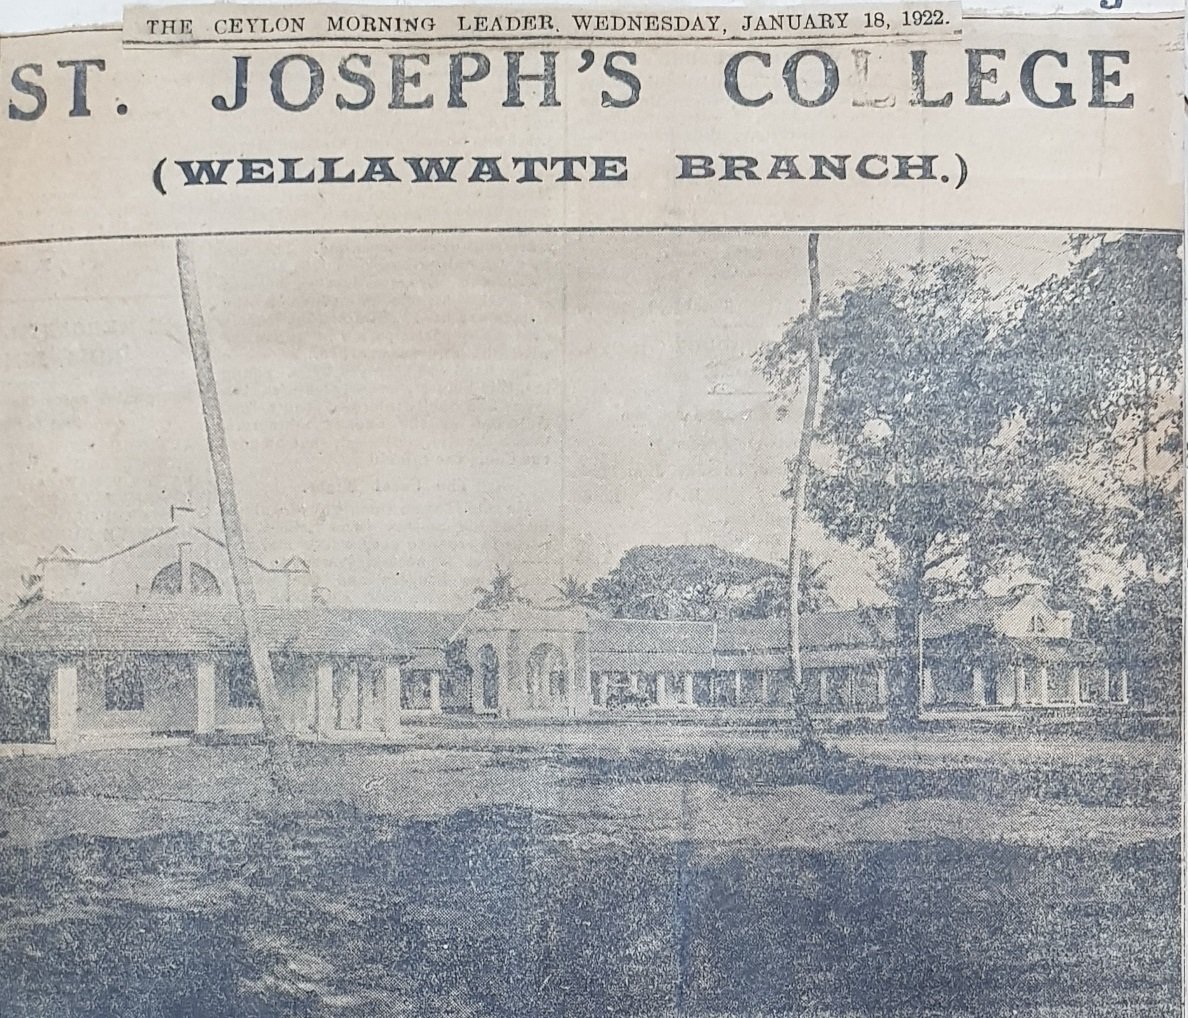 THE CEYLON MORNING LEADER, WEDNESDAY, JANUARY 18, 1922.
ST. JOSEPH'S COLLEGE
(WELLAWATTE BRANCH.)